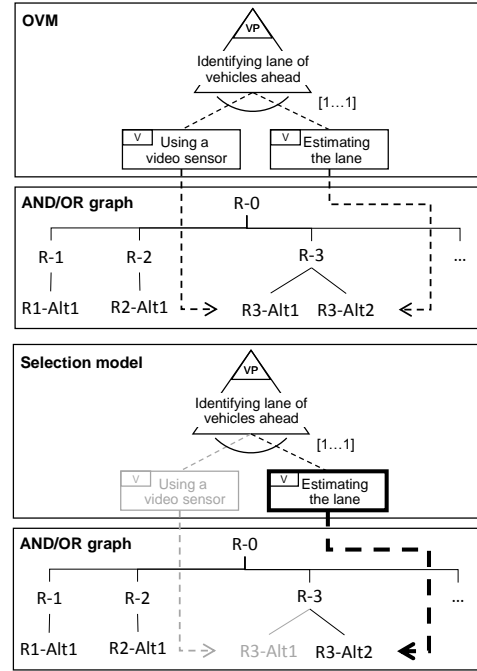 OVM
VP
Identifying lane of
vehicles ahead
[1...1]
V
Using a
video sensor
V
Estimating
the lane
AND/OR graph
R-0
R-1
R-2
R-3
...
R1-Alt1
R2-Alt1
R3-Alt1
R3-Alt2
Selection model
VP
Identifying lane of
vehicles ahead
[1...1]
V
Using a
video sensor
V
Estimating
the lane
AND/OR graph
R-0
R-1
R-2
R-3
...
R1-Alt1
R2-Alt1
R3-Alt1
R3-Alt2